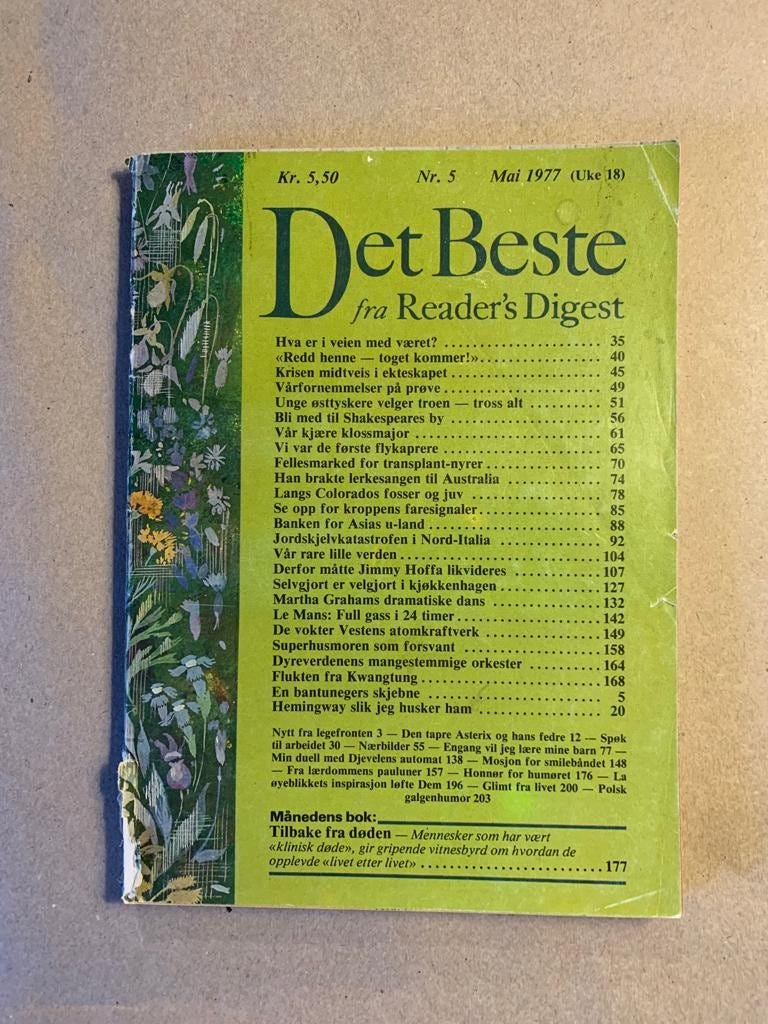 Kr. 5,50 Nr. 5 Mai 1977 (Uke 18)
Det Beste
fra Reader's Digest
Hva er i veien med været? ........................ 35
«Redd henne — toget kommer!».................... 40
Krisen midtveis i ekteskapet ........................ 45
Vårfornemmelser på prøve ......................... 49
Unge østtyskere velger troen — tross alt ........... 51
Bli med til Shakespeares by ........................ 56
Vår kjære klossmajor ............................. 61
Vi var de første flykaprere ......................... 65
Fellesmarked for transplant-nyrer ................... 70
Han brakte lerkesangen til Australia ................ 74
Langs Colorados fosser og juv ..................... 78
Se opp for kroppens faresignaler.................... 85
Banken for Asias u-land ........................... 88
Jordskjelvkatastrofen i Nord-Italia ................. 92
Vår rare lille verden ............................... 104
Derfor måtte Jimmy Hoffa likvideres .............. 107
Selvgjort er velgjort i kjøkkenhagen ................ 127
Martha Grahams dramatiske dans ................. 132
Le Mans: Full gass i 24 timer ....................... 142
De vokter Vestens atomkraftverk .................. 149
Superhusmoren som forsvant ..................... 158
Dyreverdenens mangestemmige orkester ............ 164
Flukten fra Kwangtung ............................ 168
En bantunegers skjebne .......................... 5
Hemingway slik jeg husker ham ................... 20
Nytt fra legefronten 3 — Den tapre Asterix og hans fedre 12 — Spøk
til arbeidet 30 — Nærbilder 55 — Engang vil jeg lære mine barn 77 —
Min duell med Djevelens automat 138 — Mosjon for smilebåndet 148
— Fra lærdommens pauluner 157 — Honnør for humøret 176 — La
øyeblikkets inspirasjon løfte Dem 196 — Glimt fra livet 200 — Polsk
galgenhumor 203
Månedens bok:
Tilbake fra døden — Mennesker som har vært
«klinisk døde», gir gripende vitnesbyrd om hvordan de
opplevde «livet etter livet» .......................... 177